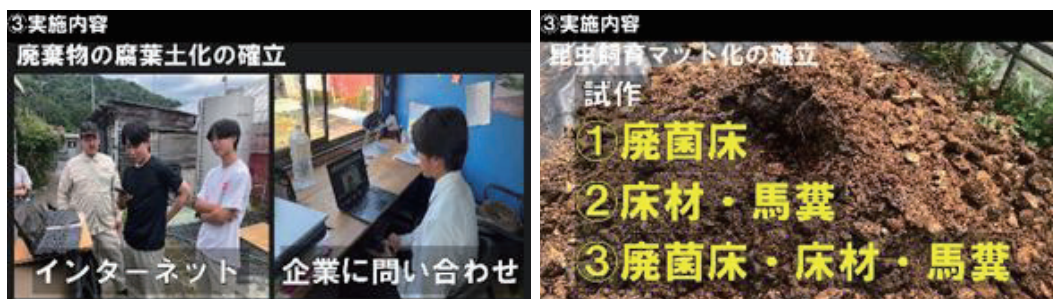 ③実施内容
廃棄物の腐葉土化の確立
インターネット
企業に問い合わせ
③実施内容
昆虫飼育マット化の確立
試作
①廃菌床
②床材・馬糞
③廃菌床・床材・馬糞